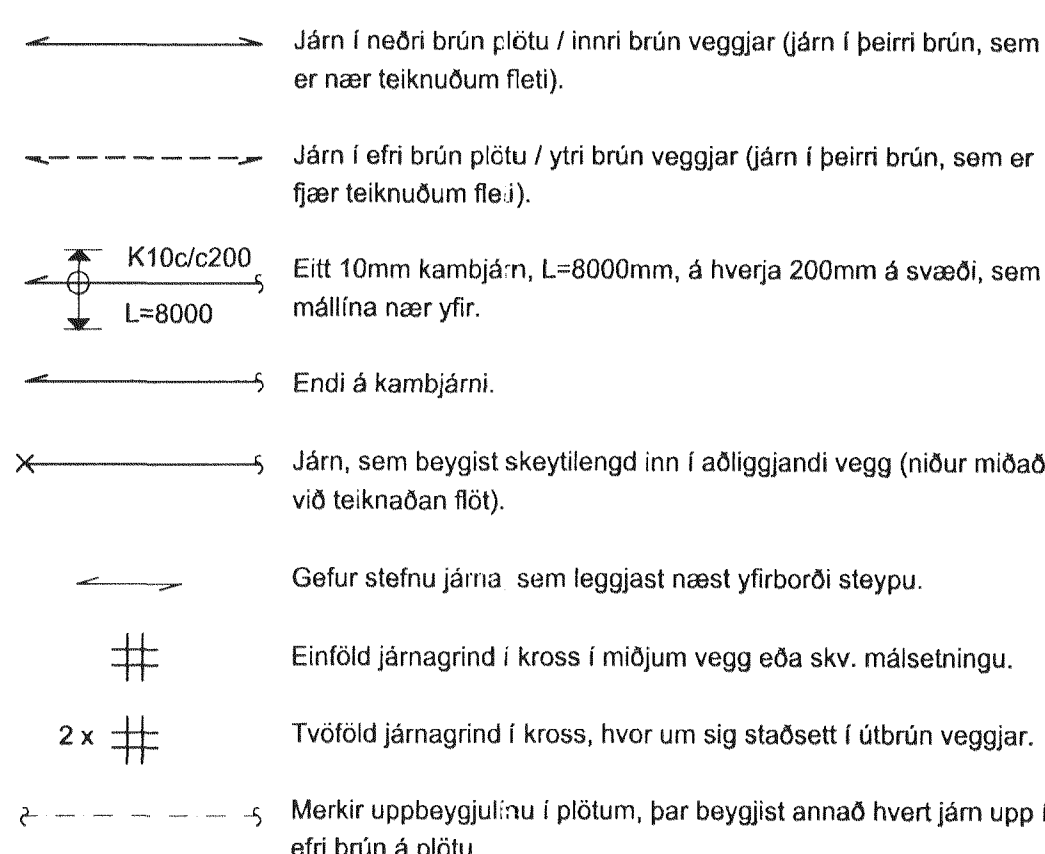 Járn í neðri brún plötu / innri brún veggjar (járn í þeirri brún, sem
er nær teiknuðum fleti).
Járn í efri brún plötu / ytri brún veggjar (járn í þeirri brún, sem er
fjær teiknuðum fleti).
K10c/c200
L=8000
Eitt 10mm kambjárn, L=8000mm, á hverja 200mm á svæði, sem
mállína nær yfir.
Endi á kambjárni.
Járn, sem beygist skeytilengd inn í aðliggjandi vegg (niður miðað
við teiknaðan flöt).
Gefur stefnu járna sem leggjast næst yfirborði steypu.
Einföld járnagrind í kross í miðjum vegg eða skv. málsetningu.
2 x
Tvöföld járnagrind í kross, hvor um sig staðsett í útbrún veggjar.
Merkir uppbeygjulínu í plötum, þar beygjist annað hvert járn upp í
efri brún á plötu